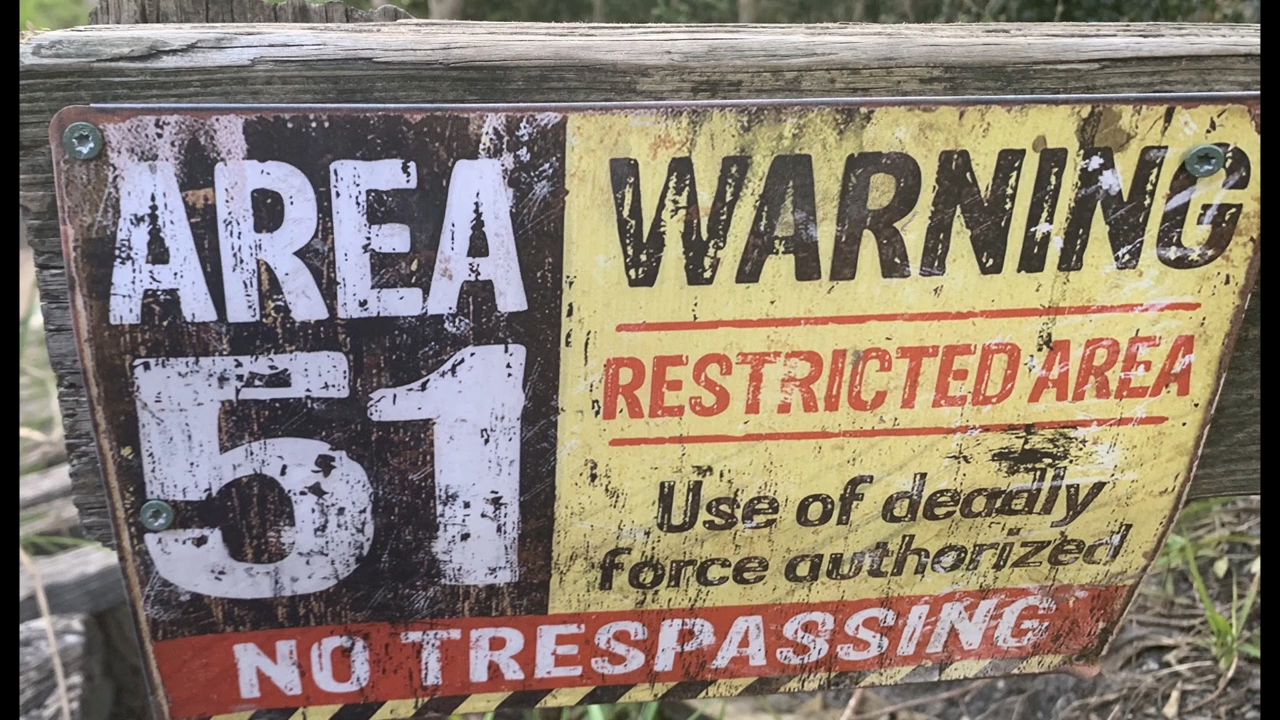 AREA
51
WARNING
RESTRICTED AREA
Use of deadly
force authorized
NO TRESPASSING